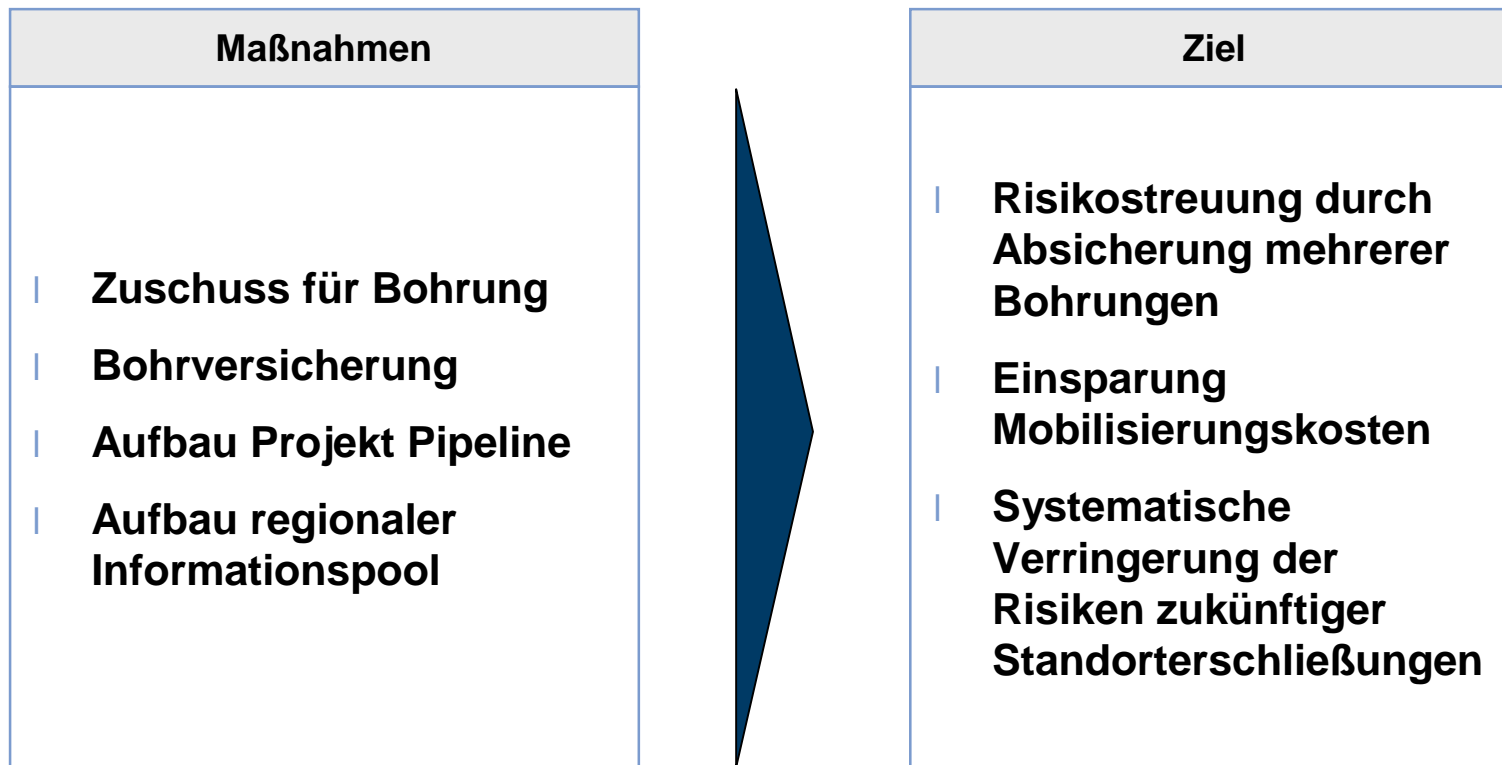 Maßnahmen
l Zuschuss für Bohrung
l Bohrversicherung
l Aufbau Projekt Pipeline
l Aufbau regionaler
Informationspool
Ziel
l Risikostreuung durch
Absicherung mehrerer
Bohrungen
l Einsparung
Mobilisierungskosten
l Systematische
Verringerung der
Risiken zukünftiger
Standorterschließungen